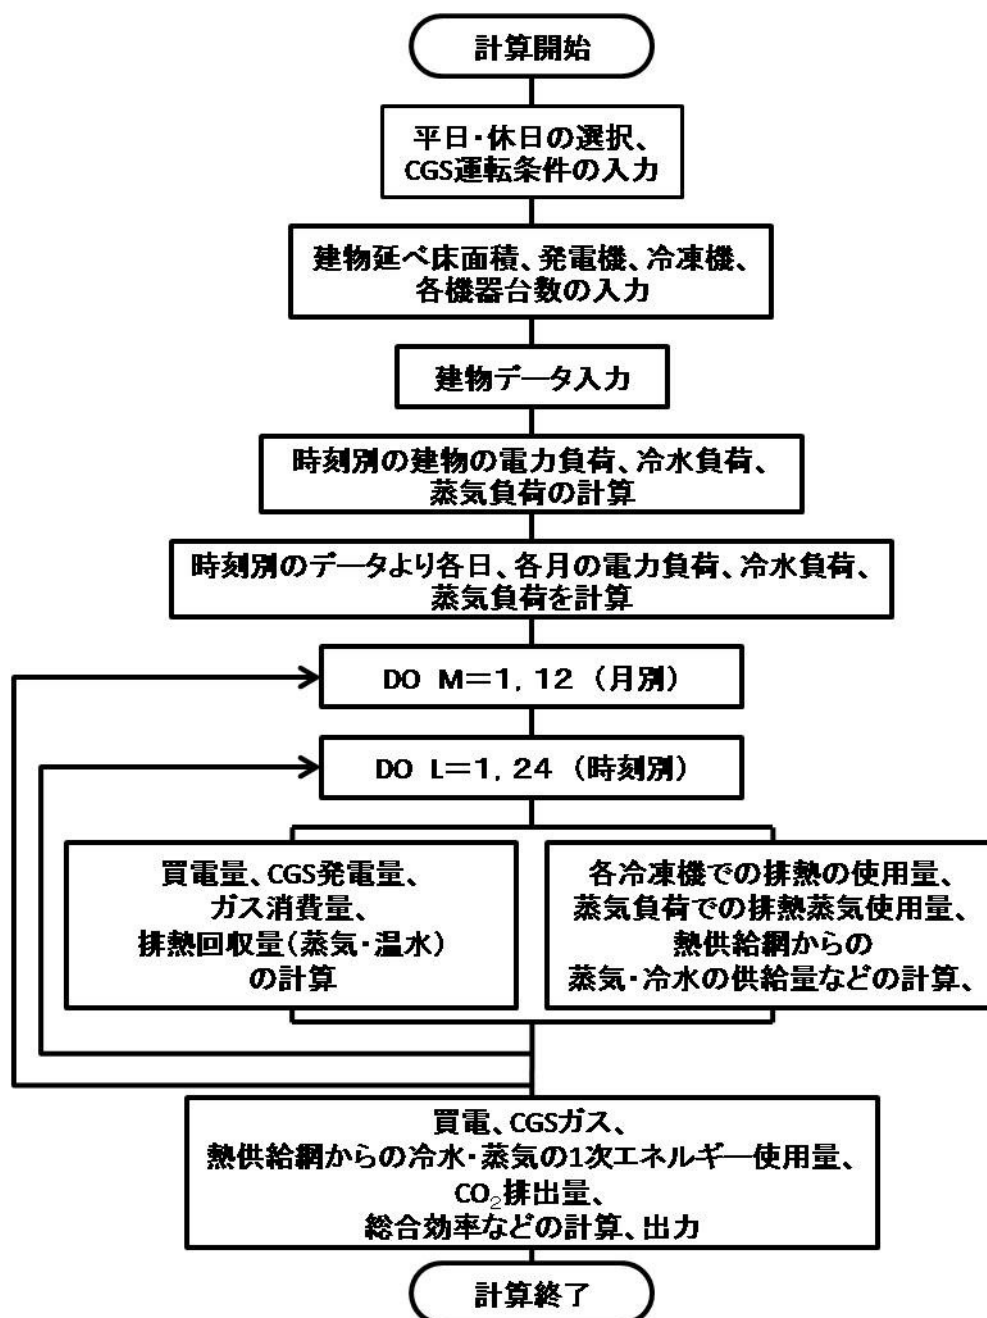 計算開始
平日・休日の選択、
CGS運転条件の入力
建物延べ床面積、発電機、冷凍機、
各機器台数の入力
建物データ入力
時刻別の建物の電力負荷、冷水負荷、
蒸気負荷の計算
時刻別のデータより各日、各月の電力負荷、冷水負荷、
蒸気負荷を計算
DO M=1, 12 (月別)
DO L=1, 24 (時刻別)
買電量、CGS発電量、
ガス消費量、
排熱回収量(蒸気・温水)
の計算
各冷凍機での排熱の使用量、
蒸気負荷での排熱蒸気使用量、
熱供給網からの
蒸気・冷水の供給量などの計算、
買電、CGSガス、
熱供給網からの冷水・蒸気の1次エネルギー使用量、
CO₂排出量、
総合効率などの計算、出力
計算終了